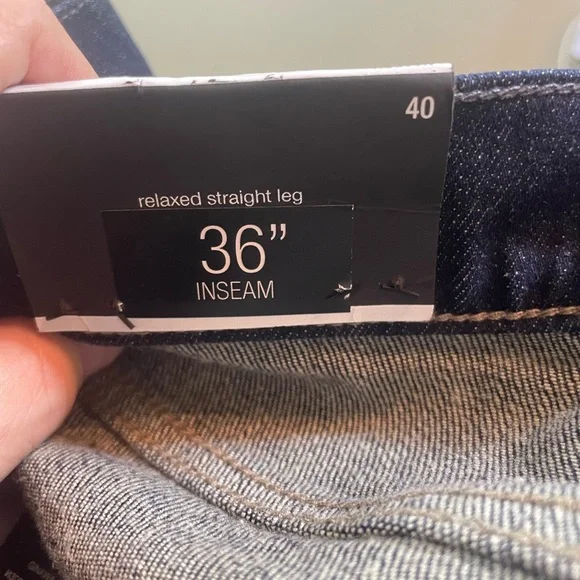 40
relaxed straight leg
36”
INSEAM